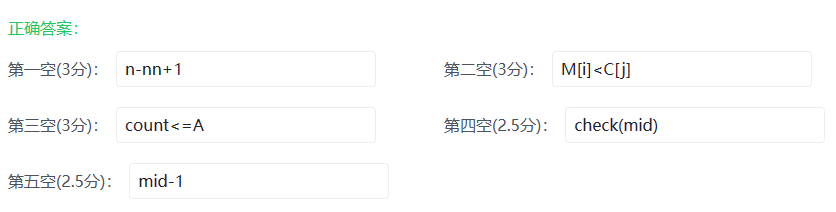 正确答案：
第一空(3分)： n-nn+1 第二空(3分)： M[i]<C[j]
第三空(3分)： count<=A 第四空(2.5分)： check(mid)
第五空(2.5分)： mid-1